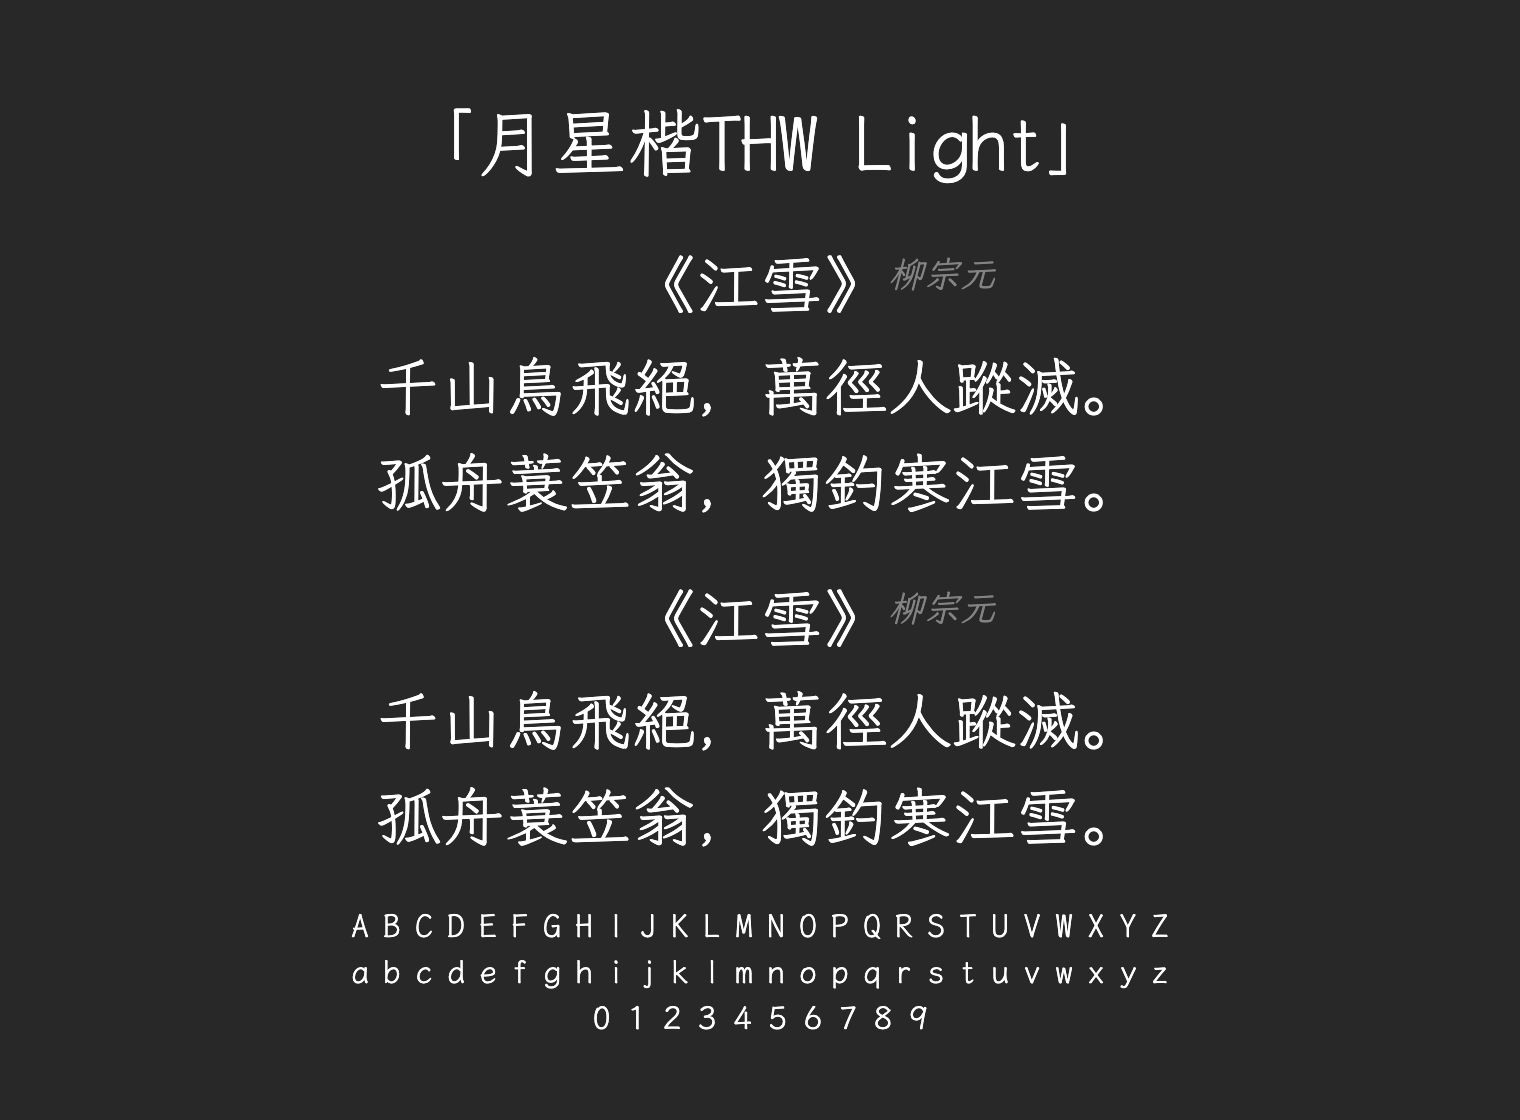 「月星楷THW Light」
《江雪》 柳宗元
千山鳥飛絕，萬徑人蹤滅。
孤舟蓑笠翁，獨釣寒江雪。
《江雪》 柳宗元
千山鳥飛絕，萬徑人蹤滅。
孤舟蓑笠翁，獨釣寒江雪。
A B C D E F G H I J K L M N O P Q R S T U V W X Y Z
a b c d e f g h i j k l m n o p q r s t u v w x y z
0 1 2 3 4 5 6 7 8 9